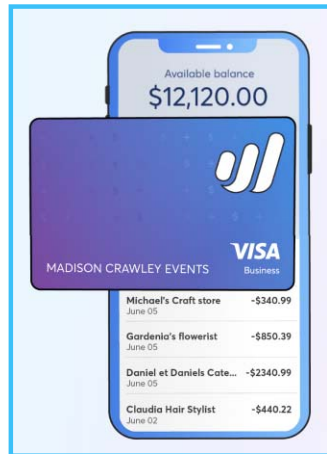 Available balance
$12,120.00
VISA
MADISON CRAWLEY EVENTS Business
Michael's Craft store -$340.99
June 05
Gardenia's flowerist -$850.39
June 05
Daniel et Daniels Cate... -$2340.99
June 05
Claudia Hair Stylist -$440.22
June 02